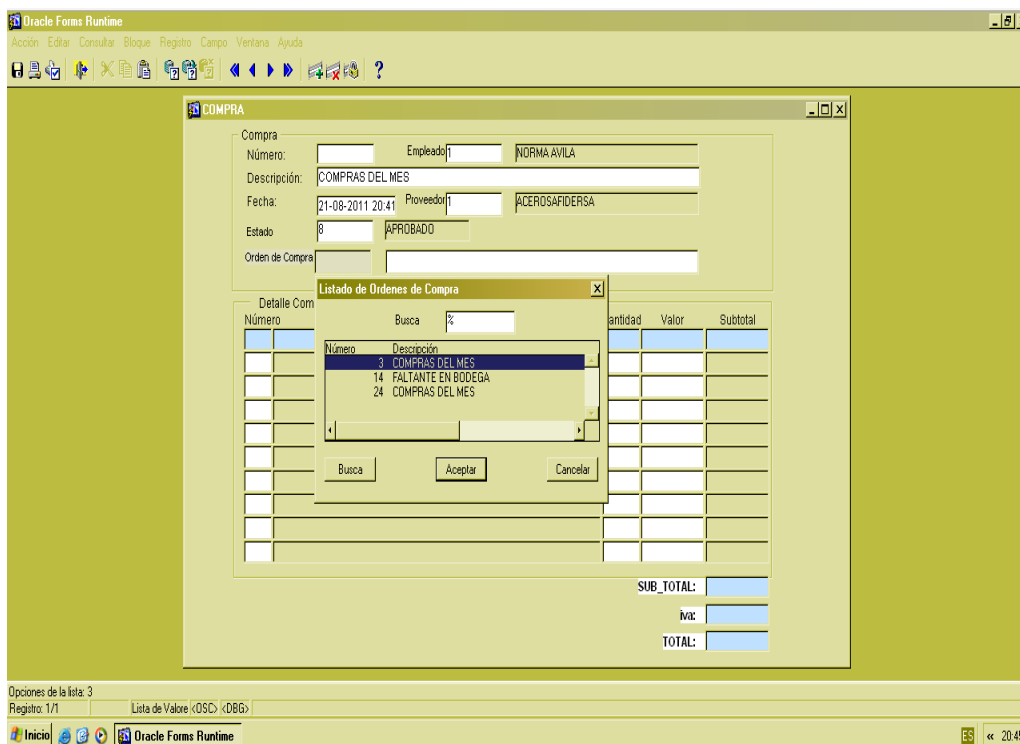 Oracle Forms Runtime
Acción Editar Consultar Bloque Registro Campo Ventana Ayuda
COMPRA
Compra
Número: Empleado 1 NORMA AVILA
Descripción: COMPRAS DEL MES
Fecha: 21-08-2011 20:41 Proveedor 1 ACEROSAFIDERSA
Estado 8 APROBADO
Orden de Compra
Listado de Ordenes de Compra
Busca %
Número Descripción
3 COMPRAS DEL MES
14 FALTANTE EN BODEGA
24 COMPRAS DEL MES
Busca Aceptar Cancelar
Detalle Com
Número antidad Valor Subtotal
SUB_TOTAL:
iva:
TOTAL:
Opciones de la lista: 3
Registro: 1/1 Lista de Valore <OSC> <DBG>
Inicio Oracle Forms Runtime ES « 20:45